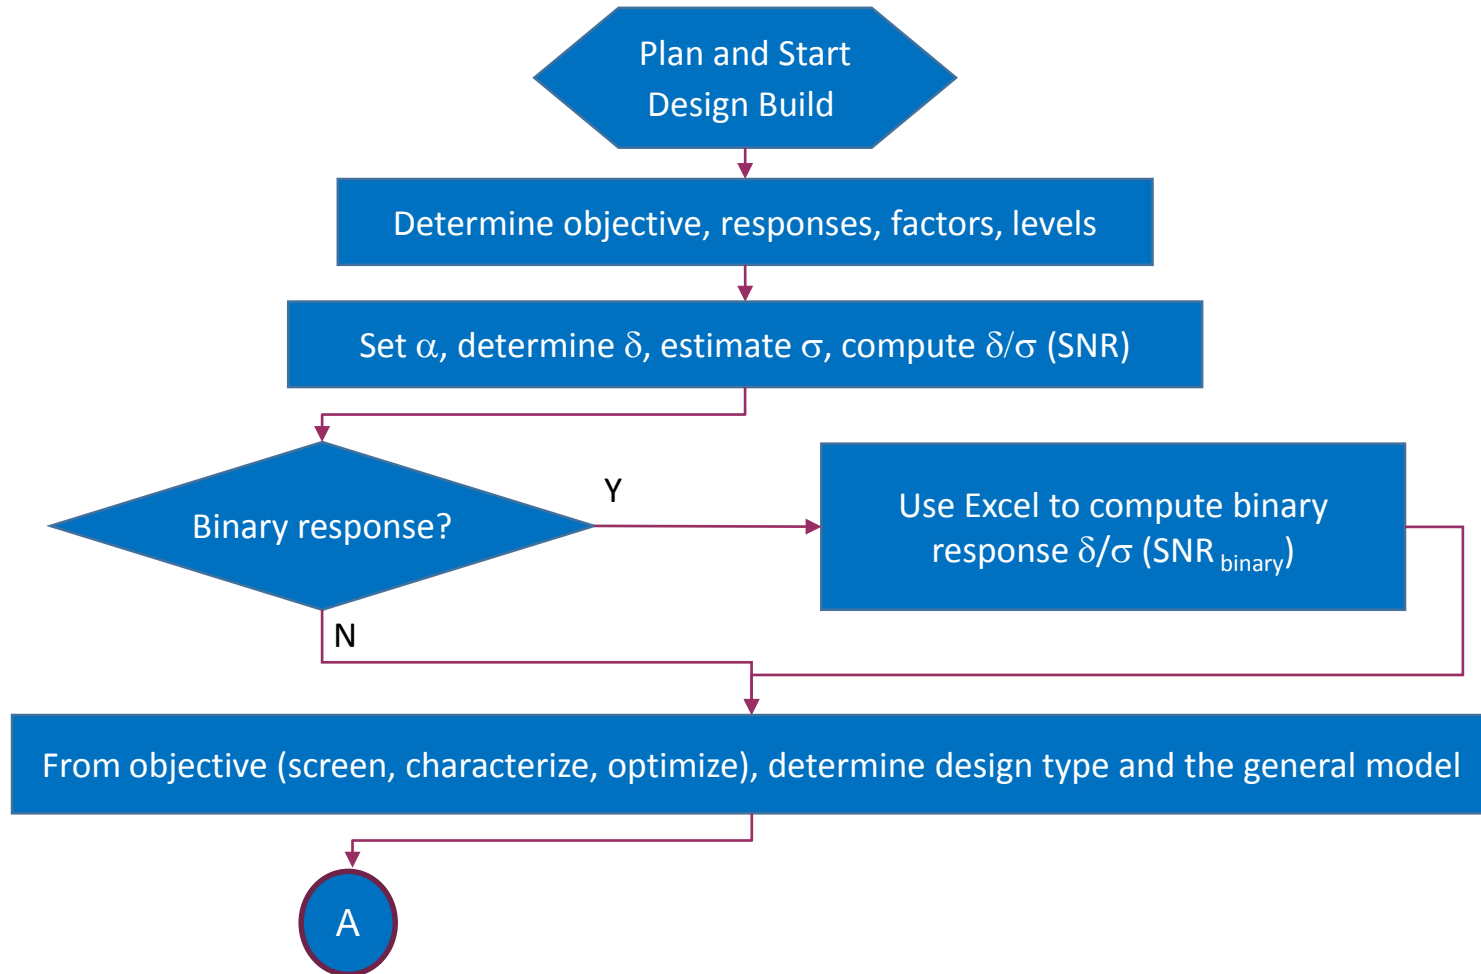 Plan and Start
Design Build
Determine objective, responses, factors, levels
Set α, determine δ, estimate σ, compute δ/σ (SNR)
Binary response?
Y
Use Excel to compute binary
response δ/σ (SNR binary)
N
From objective (screen, characterize, optimize), determine design type and the general model
A